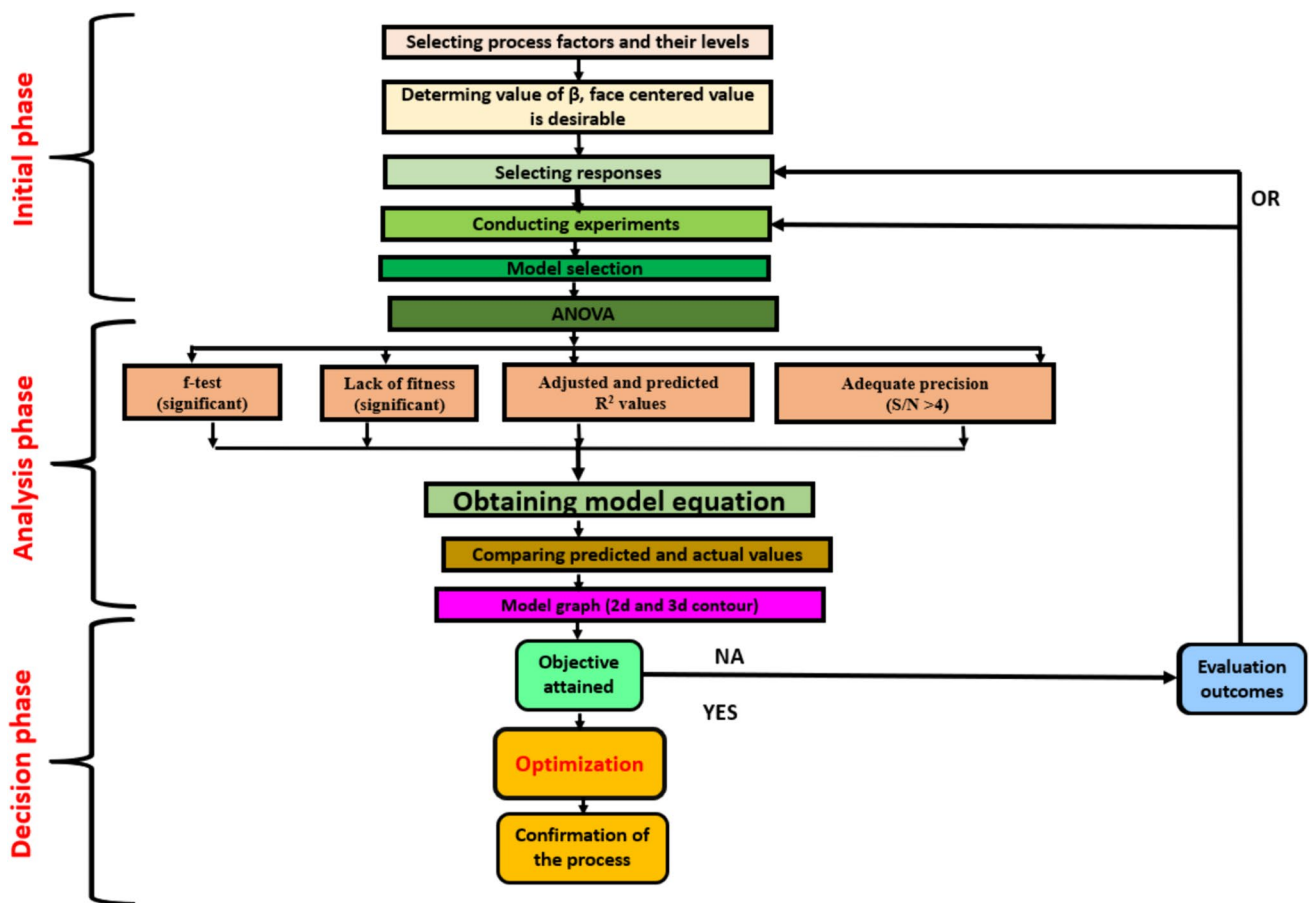 Initial phase
Selecting process factors and their levels
Determing value of β, face centered value
is desirable
Selecting responses
OR
Conducting experiments
Model selection
ANOVA
Analysis phase
f-test
(significant)
Lack of fitness
(significant)
Adjusted and predicted
R² values
Adequate precision
(S/N >4)
Obtaining model equation
Comparing predicted and actual values
Model graph (2d and 3d contour)
Decision phase
Objective
attained
NA
YES
Evaluation
outcomes
Optimization
Confirmation of
the process